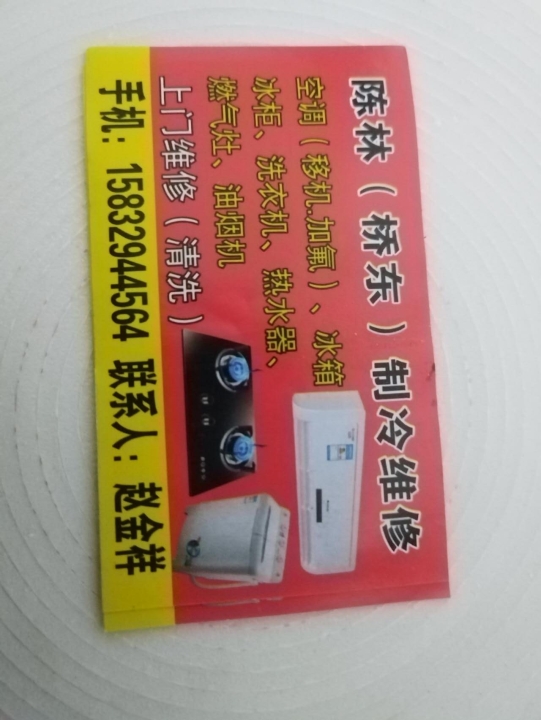 陈林（桥东）制冷维修
空调（移机.加氟）、冰箱
冰柜、洗衣机、热水器、
燃气灶、油烟机
上门维修（清洗）
手机：15832944564 联系人：赵金祥